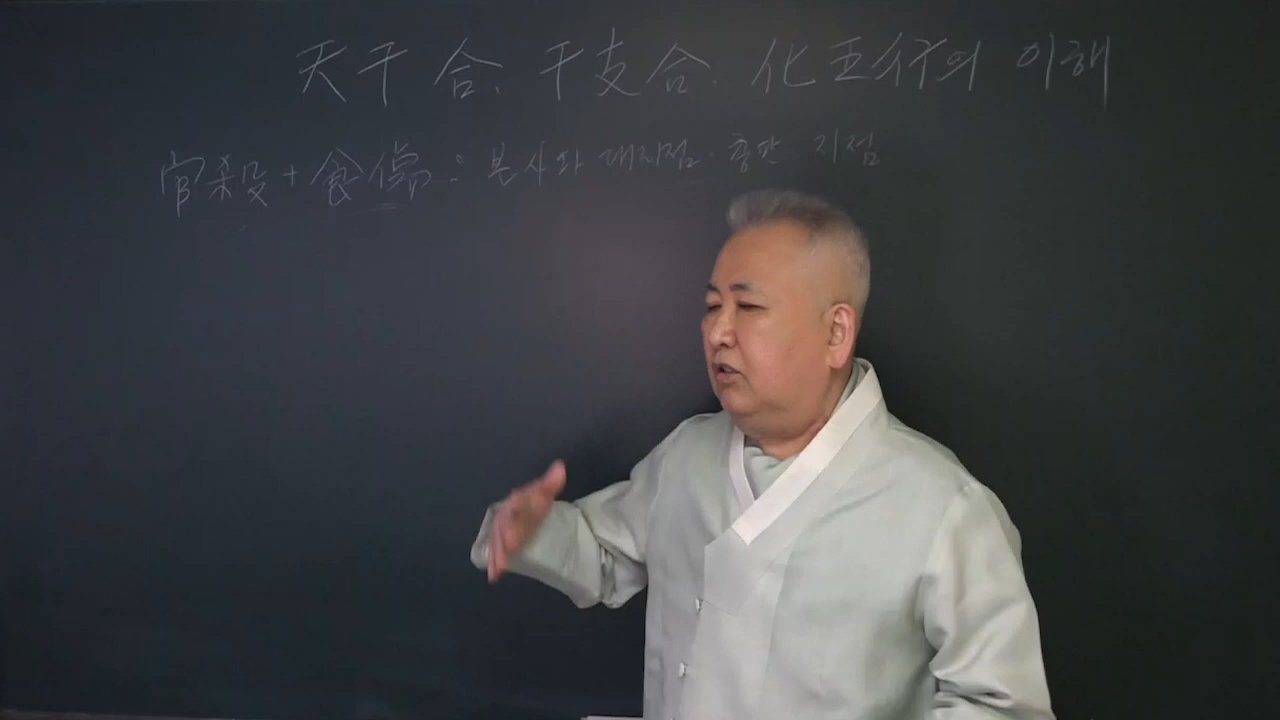 天干 合, 干支合. 化五行의 이해
官殺 + 食傷 : 본사와 대지점. 총판 지점